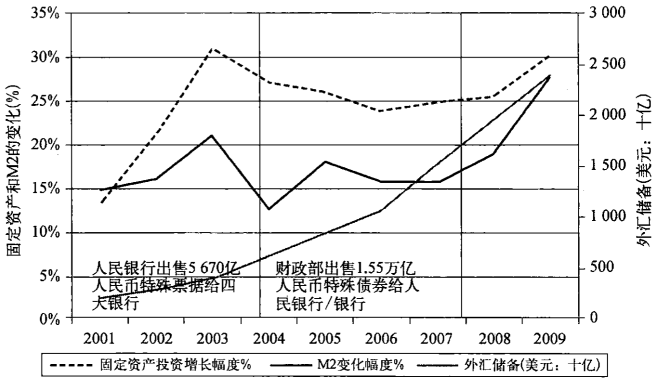 固定资产和M2的变化(%)
35%
30%
25%
20%
15%
10%
5%
0%
3 000
2 500
2 000
1 500
1 000
500
0
外汇储备(美元：十亿)
人民银行出售5 670亿
人民币特殊票据给四
大银行
财政部出售1.55万亿
人民币特殊债券给人
民银行/银行
2001 2002 2003 2004 2005 2006 2007 2008 2009
固定资产投资增长幅度% M2变化幅度% 外汇储备(美元：十亿)